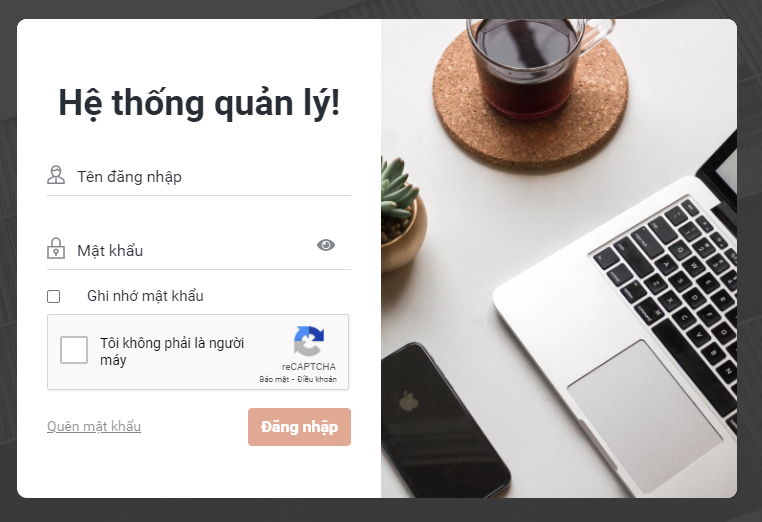 Hệ thống quản lý!
Tên đăng nhập
Mật khẩu
Ghi nhớ mật khẩu
Tôi không phải là người
máy
reCAPTCHA
Bảo mật - Điều khoản
Quên mật khẩu
Đăng nhập